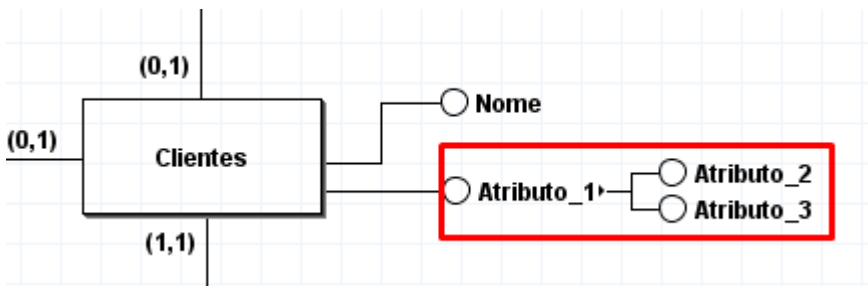 (0,1)
Nome
(0,1)
Clientes
Atributo_2
Atributo_1
Atributo_3
(1,1)